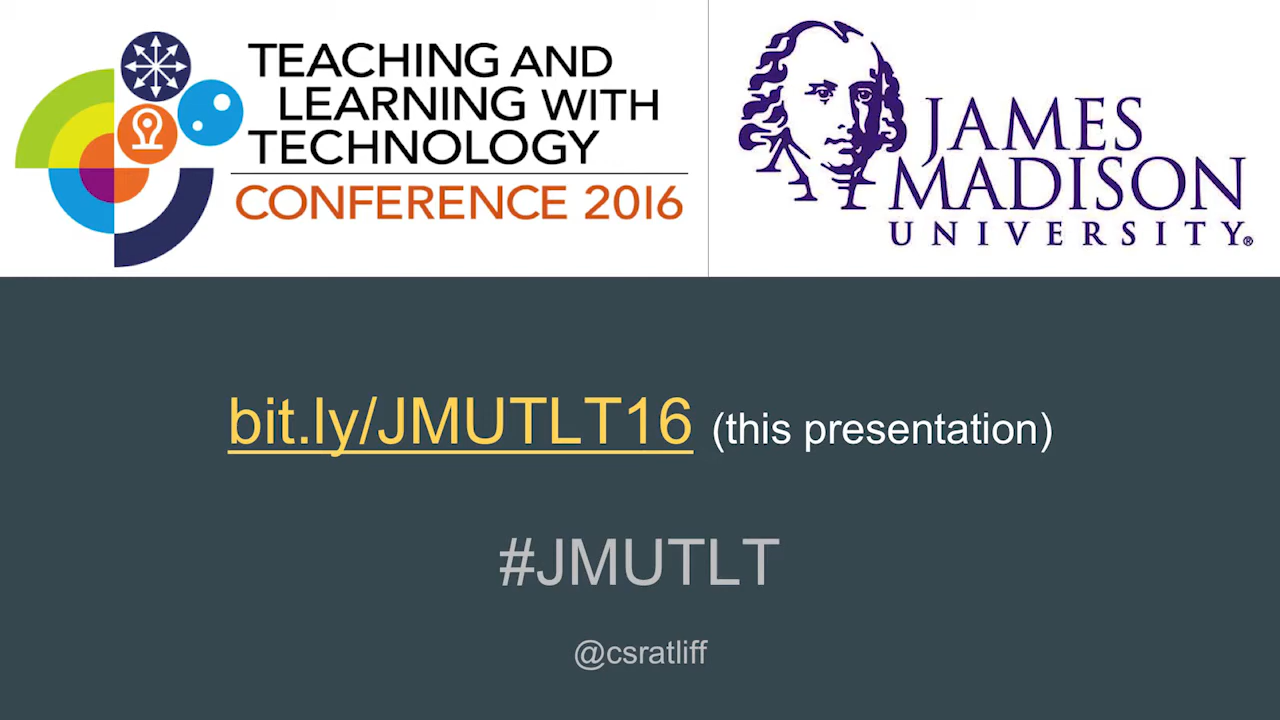 TEACHING AND
LEARNING WITH
TECHNOLOGY
CONFERENCE 2016
JAMES
MADISON
UNIVERSITY®
bit.ly/JMUTLT16 (this presentation)
#JMUTLT
@csratliff